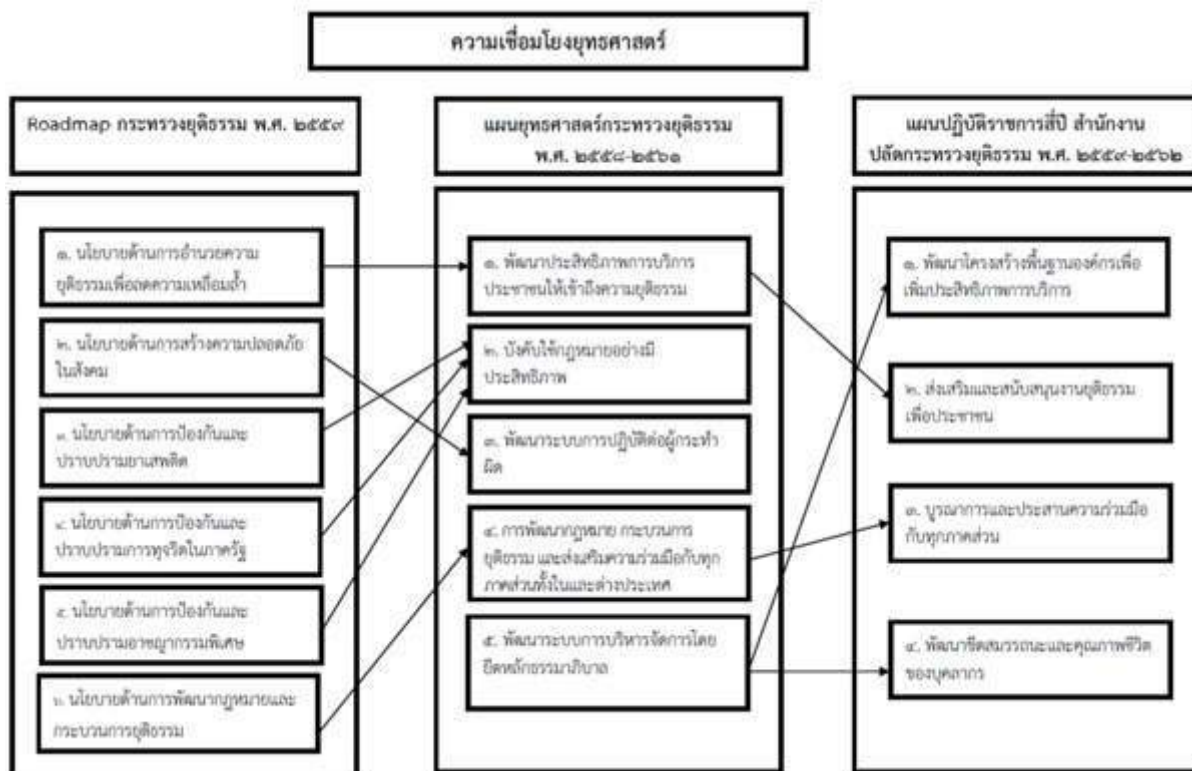 ความเชื่อมโยงยุทธศาสตร์
Roadmap กระทรวงยุติธรรม พ.ศ. ๒๕๕๙
๑. นโยบายด้านการอำนวยความ
ยุติธรรมเพื่อลดความเหลื่อมล้ำ
๒. นโยบายด้านการสร้างความปลอดภัย
ในสังคม
๓. นโยบายด้านการป้องกันและ
ปราบปรามยาเสพติด
๔. นโยบายด้านการป้องกันและ
ปราบปรามการทุจริตในภาครัฐ
๕. นโยบายด้านการป้องกันและ
ปราบปรามอาชญากรรมพิเศษ
๖. นโยบายด้านการพัฒนากฎหมายและ
กระบวนการยุติธรรม
แผนยุทธศาสตร์กระทรวงยุติธรรม
พ.ศ. ๒๕๕๘-๒๕๖๑
๑. พัฒนาประสิทธิภาพการบริการ
ประชาชนให้เข้าถึงความยุติธรรม
๒. บังคับใช้กฎหมายอย่างมี
ประสิทธิภาพ
๓. พัฒนาระบบการปฏิบัติต่อผู้กระทำ
ผิด
๔. การพัฒนากฎหมาย กระบวนการ
ยุติธรรม และส่งเสริมความร่วมมือกับทุก
ภาคส่วนทั้งในและต่างประเทศ
๕. พัฒนาระบบการบริหารจัดการโดย
ยึดหลักธรรมาภิบาล
แผนปฏิบัติราชการสี่ปี สำนักงาน
ปลัดกระทรวงยุติธรรม พ.ศ. ๒๕๕๙-๒๕๖๒
๑. พัฒนาโครงสร้างพื้นฐานองค์กรเพื่อ
เพิ่มประสิทธิภาพการบริการ
๒. ส่งเสริมและสนับสนุนงานยุติธรรม
เพื่อประชาชน
๓. บูรณาการและประสานความร่วมมือ
กับทุกภาคส่วน
๔. พัฒนาขีดสมรรถนะและคุณภาพชีวิต
ของบุคลากร